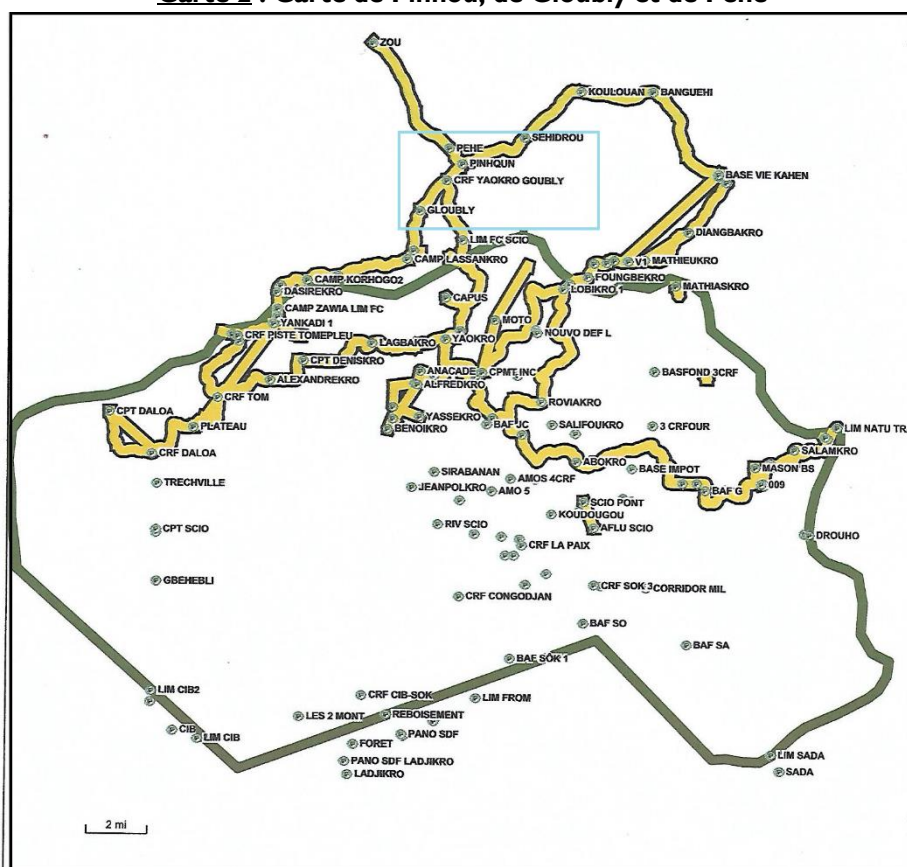 Carte 2 : Carte de Pinhou, de Gloubly et de Pehe
ZOU
KOULOUAN
BANGUEHI
SEHIDROU
PEHE
PINHQUN
CRF YAOKRO GOUBLY
BASE VIE KAHEN
GLOUBLY
DIANGBAKRO
LIM FC SCIO
CAMP LASSANKRO
V1
MATHIEUKRO
FOUNGBEKRO
CAMP KORHOGO2
LOBIKRO 1
MATHIASKRO
DASIREKRO
CAPUS
CAMP ZAWIA LIM FC
YANKADI 1
MOTO
CRF PISTE TOMEPLEU
NOUVO DEF L
LAGBAKRO
YAOKRO
CPT DENISKRO
ANACADE
CPMT INC
BASFOND 3CRF
ALEXANDREKRO
ALFREDKRO
CRF TOM
ROVIAKRO
CPT DALOA
YASSEKRO
BENOIKRO
BAF JC
SALIFOUKRO
3 CRFOUR
LIM NATU TR
PLATEAU
CRF DALOA
SALAMKRO
ABOKRO
BASE IMPOT
MASON BS
SIRABANAN
TRECHVILLE
AMOS 4CRF
JEANPOLKRO
AMO 5
BAF G
009
SCIO PONT
KOUDOUGOU
RIV SCIO
AFLU SCIO
CPT SCIO
DROUHO
CRF LA PAIX
GBEHEBLI
CRF SOK 3
CORRIDOR MIL
CRF CONGODJAN
BAF SO
BAF SA
BAF SOK 1
LIM CIB2
CRF CIB-SOK
LIM FROM
LES 2 MONT
REBOISEMENT
CIB
LIM CIB
PANO SDF
FORET
LIM SADA
PANO SDF LADJIKRO
LADJIKRO
SADA
2 mi